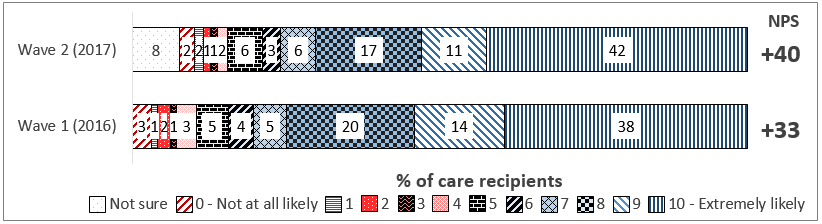 NPS
Wave 2 (2017) 8 2 2 1 1 2 6 3 6 17 11 42 +40
Wave 1 (2016) 3 1 2 1 3 5 4 5 20 14 38 +33
% of care recipients
Not sure 0 - Not at all likely 1 2 3 4 5 6 7 8 9 10 - Extremely likely